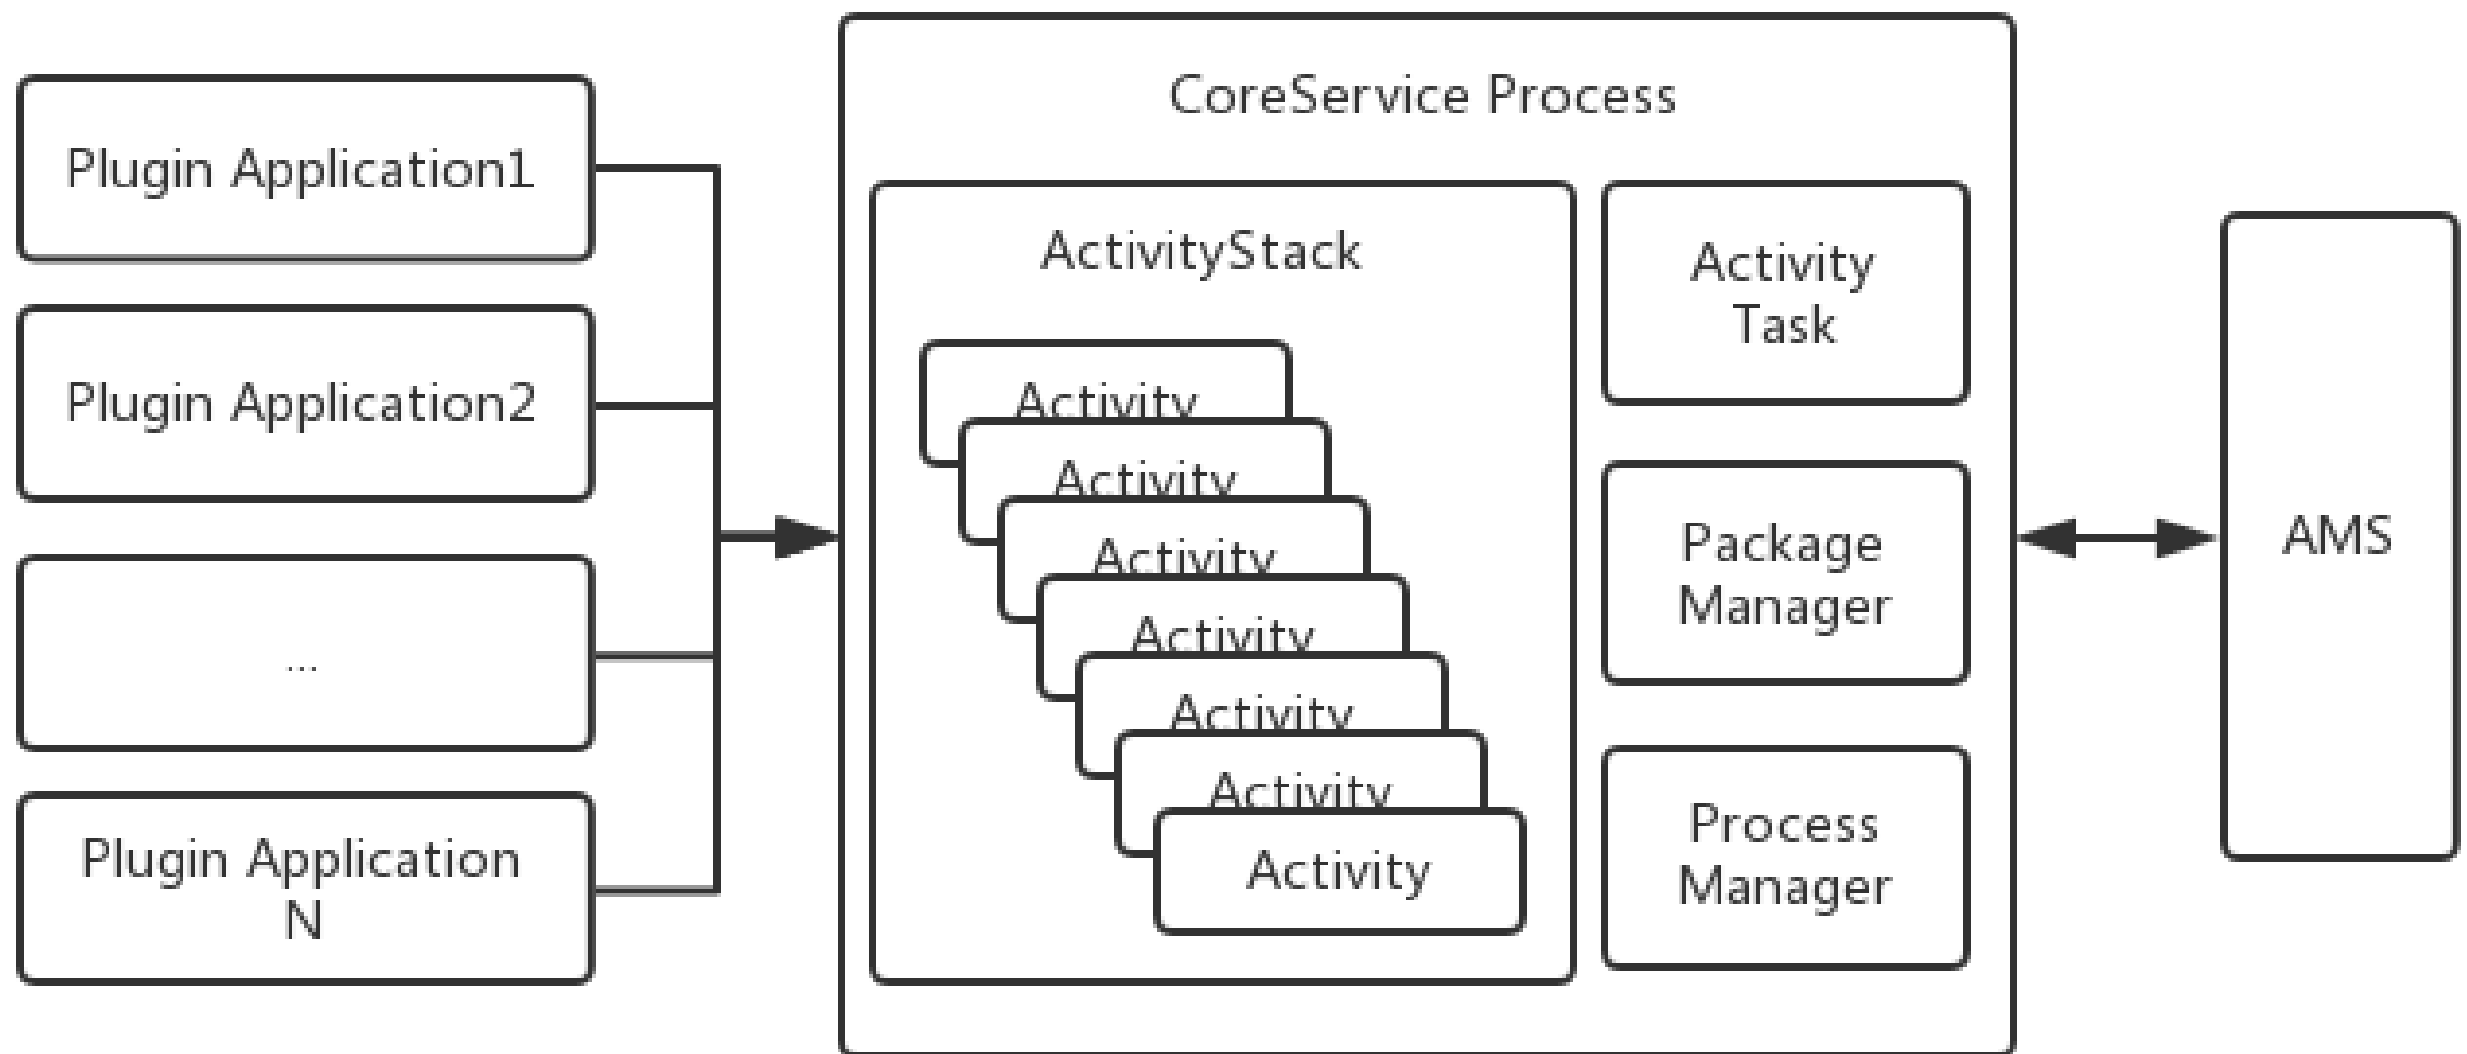 Plugin Application1
Plugin Application2
...
Plugin Application
N
CoreService Process
ActivityStack
Activity
Activity
Activity
Activity
Activity
Activity
Activity
Activity
Task
Package
Manager
Process
Manager
AMS